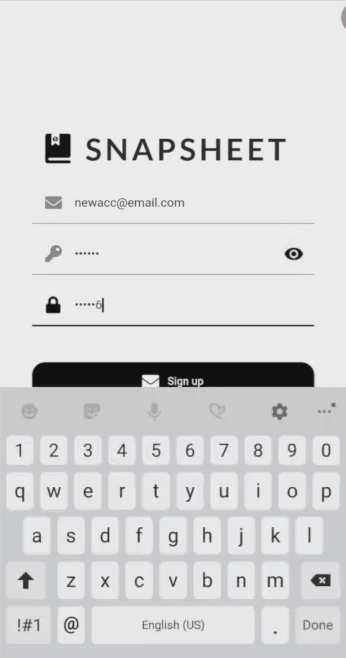 SNAPSHEET
newacc@email.com
••••••
•••••6
Sign up
1 2 3 4 5 6 7 8 9 0
q w e r t y u i o p
a s d f g h j k l
z x c v b n m
!#1 @ English (US) . Done